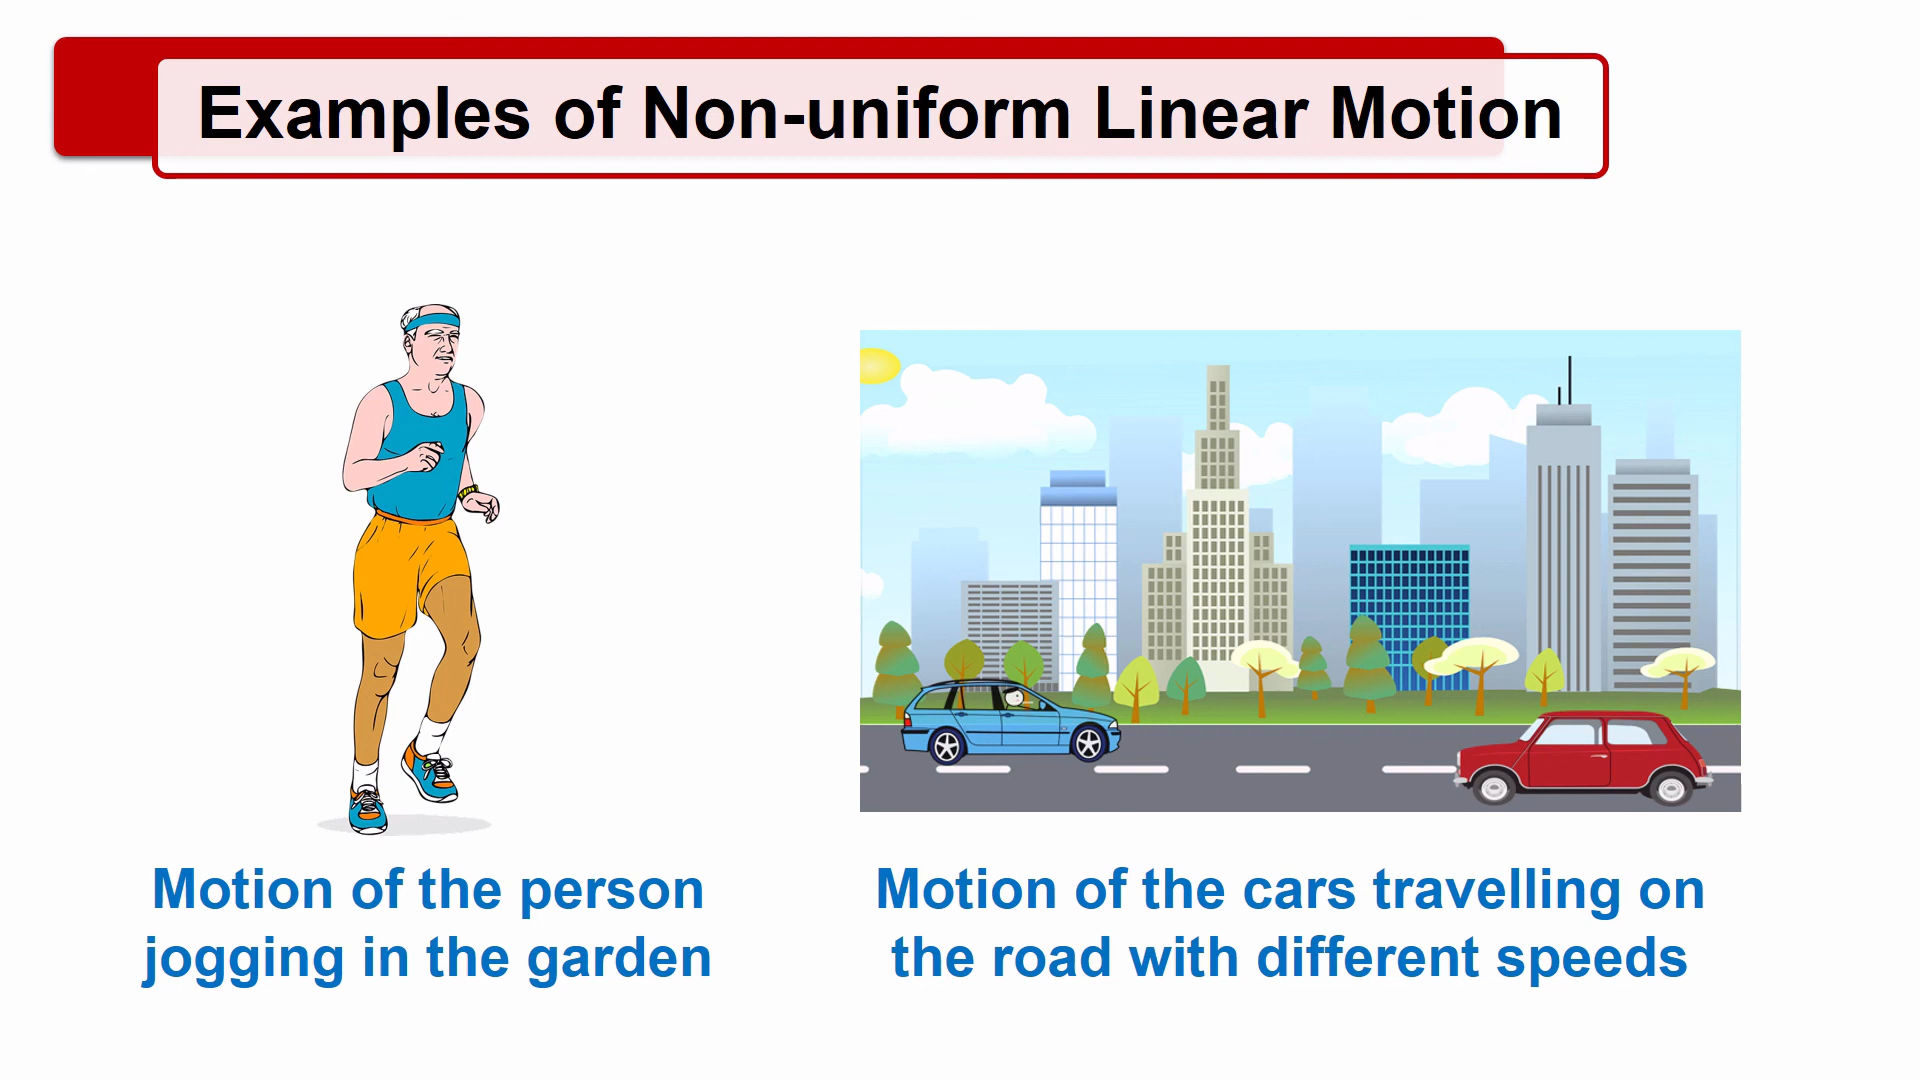 Examples of Non-uniform Linear Motion
Motion of the person
jogging in the garden
Motion of the cars travelling on
the road with different speeds